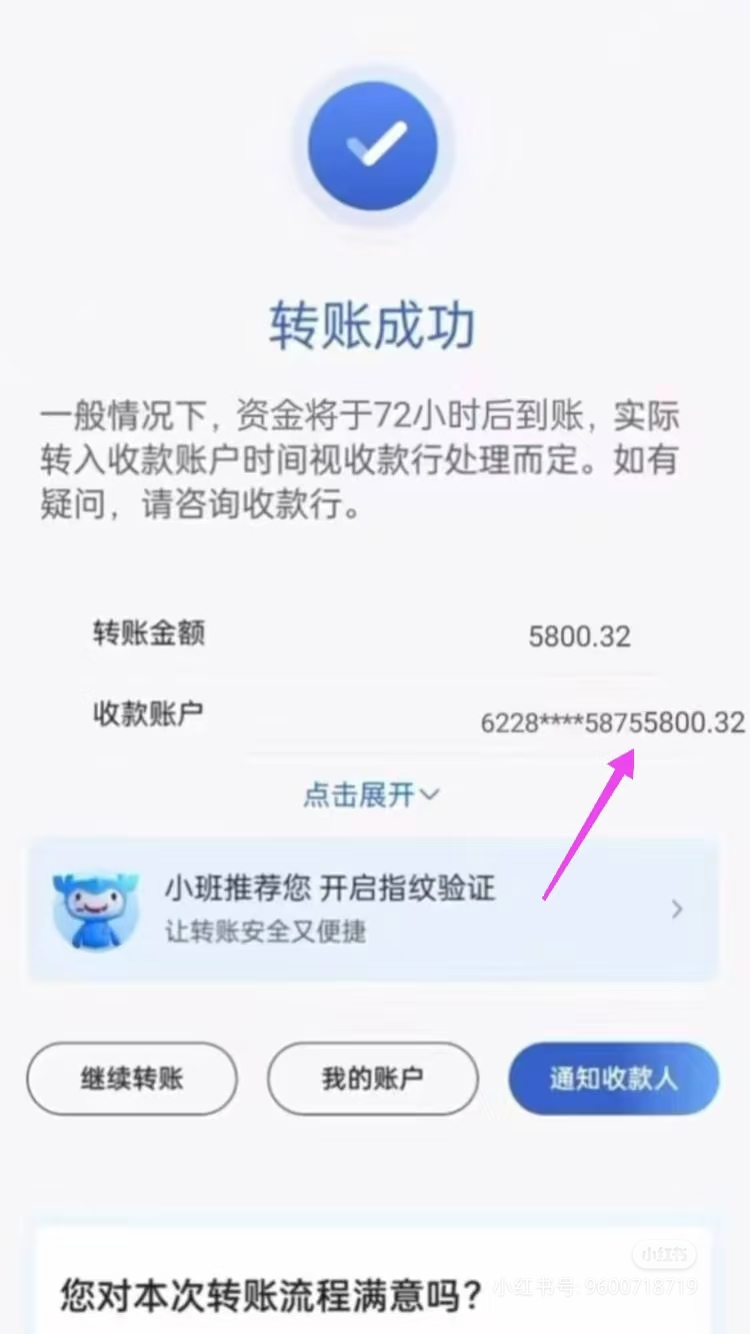 转账成功
一般情况下，资金将于72小时后到账，实际
转入收款账户时间视收款行处理而定。如有
疑问，请咨询收款行。
转账金额 5800.32
收款账户 6228****58755800.32
点击展开
小班推荐您 开启指纹验证
让转账安全又便捷
继续转账 我的账户 通知收款人
小红书
您对本次转账流程满意吗？
小红书号: 9600718719